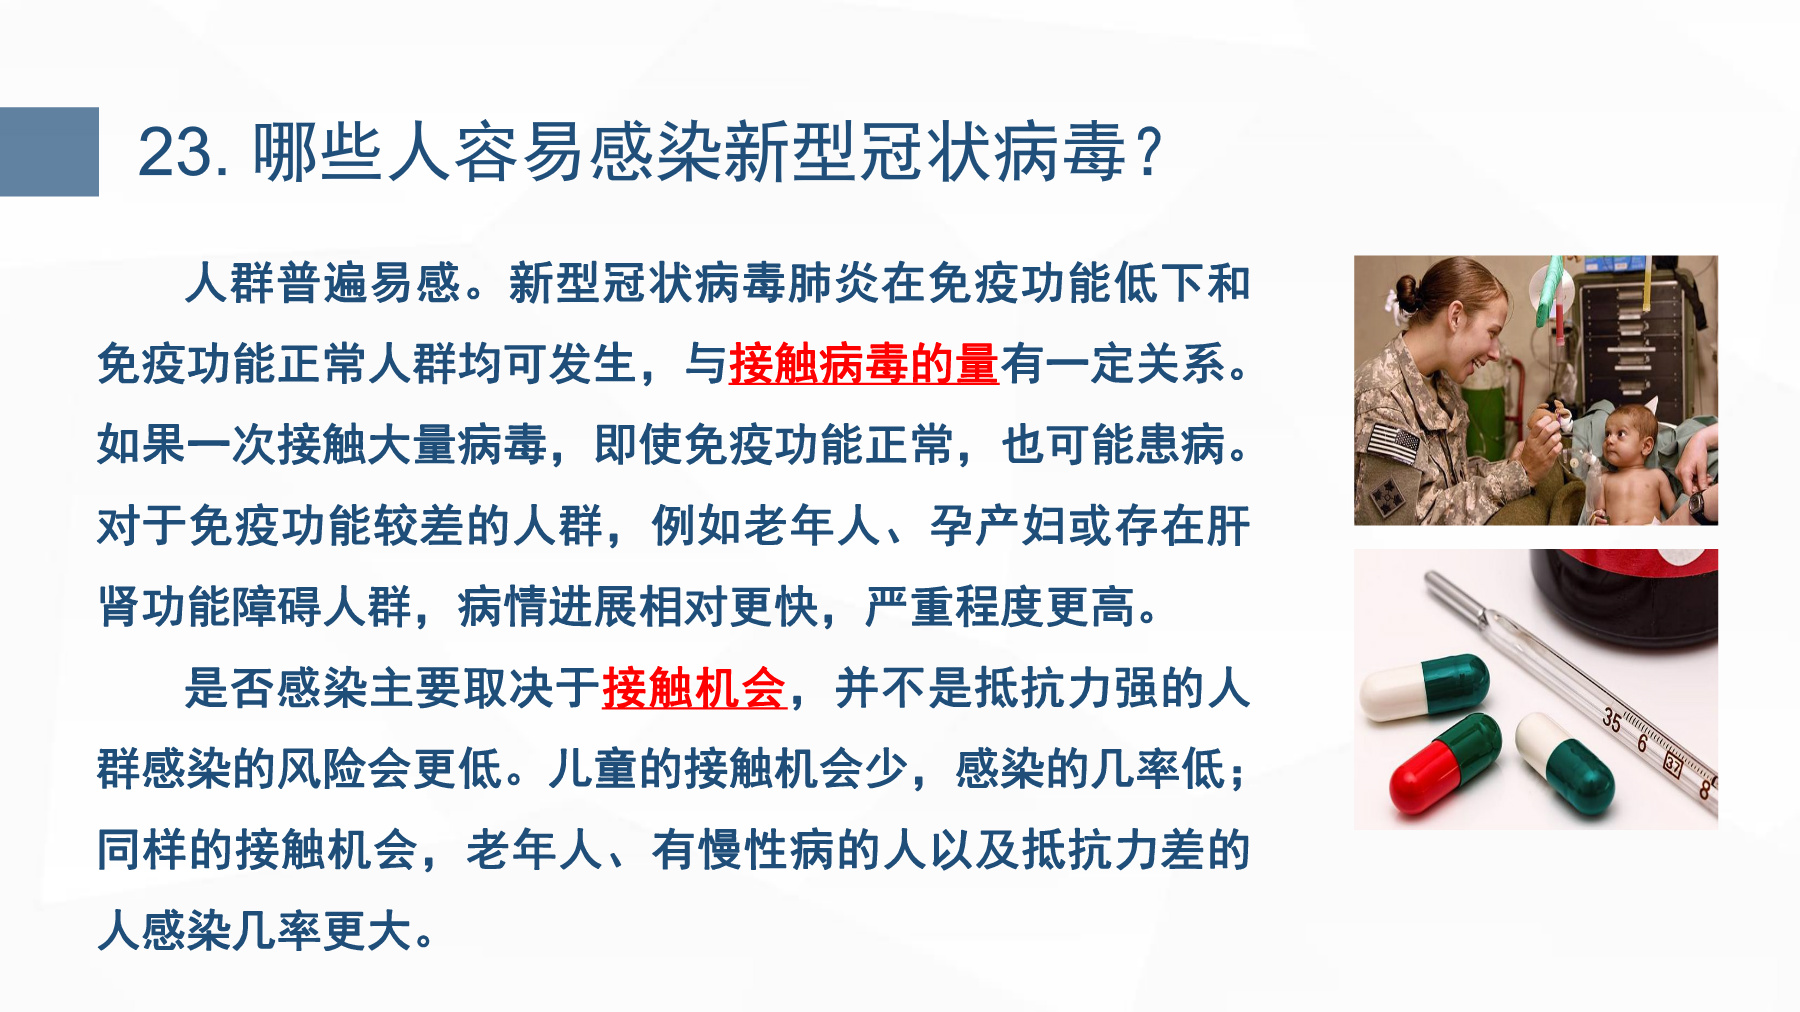 23. 哪些人容易感染新型冠状病毒？
人群普遍易感。新型冠状病毒肺炎在免疫功能低下和
免疫功能正常人群均可发生，与接触病毒的量有一定关系。
如果一次接触大量病毒，即使免疫功能正常，也可能患病。
对于免疫功能较差的人群，例如老年人、孕产妇或存在肝
肾功能障碍人群，病情进展相对更快，严重程度更高。
是否感染主要取决于接触机会，并不是抵抗力强的人
群感染的风险会更低。儿童的接触机会少，感染的几率低；
同样的接触机会，老年人、有慢性病的人以及抵抗力差的
人感染几率更大。
35
6
37
8